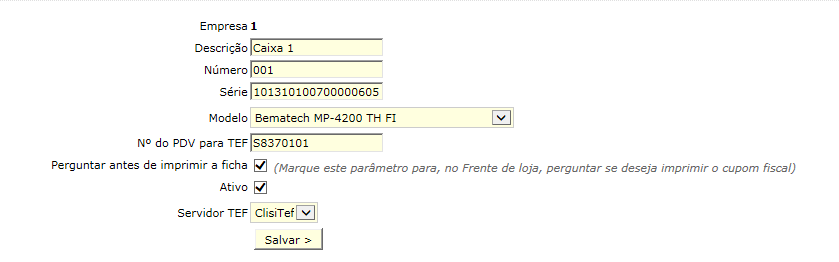 Empresa 1
Descrição Caixa 1
Número 001
Série 101310100700000605
Modelo Bematech MP-4200 TH FI
Nº do PDV para TEF S8370101
Perguntar antes de imprimir a ficha (Marque este parâmetro para, no Frente de loja, perguntar se deseja imprimir o cupom fiscal)
Ativo
Servidor TEF ClisiTef
Salvar >